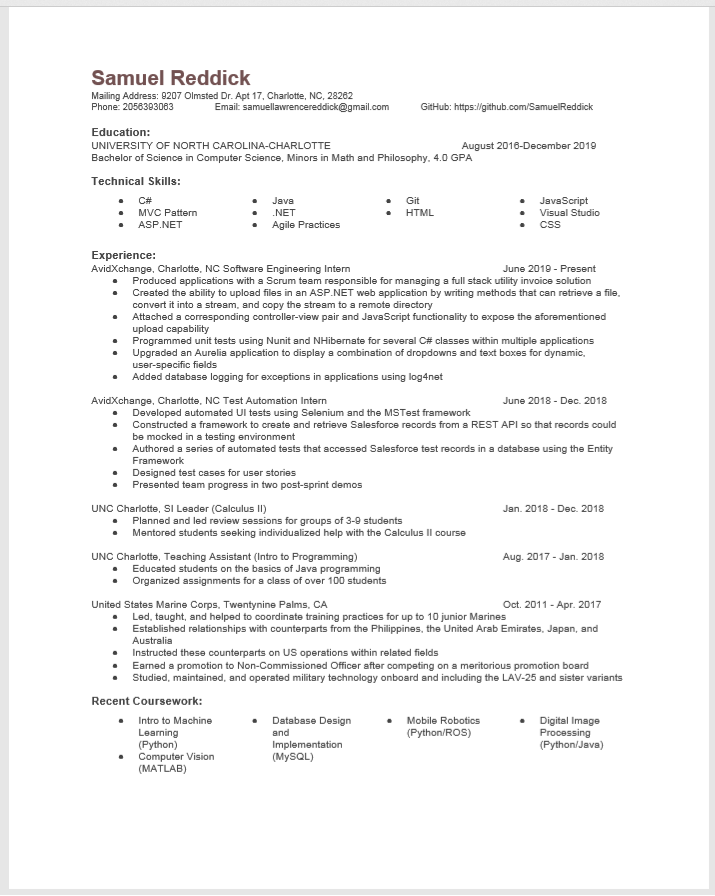 Samuel Reddick
Mailing Address: 9207 Olmsted Dr. Apt 17, Charlotte, NC, 28262
Phone: 2056393063 Email: samuellawrencereddick@gmail.com GitHub: https://github.com/SamuelReddick
Education:
UNIVERSITY OF NORTH CAROLINA-CHARLOTTE August 2016-December 2019
Bachelor of Science in Computer Science, Minors in Math and Philosophy, 4.0 GPA
Technical Skills:
● C# ● Java ● Git ● JavaScript
● MVC Pattern ● .NET ● HTML ● Visual Studio
● ASP.NET ● Agile Practices ● CSS
Experience:
AvidXchange, Charlotte, NC Software Engineering Intern June 2019 - Present
● Produced applications with a Scrum team responsible for managing a full stack utility invoice solution
● Created the ability to upload files in an ASP.NET web application by writing methods that can retrieve a file,
convert it into a stream, and copy the stream to a remote directory
● Attached a corresponding controller-view pair and JavaScript functionality to expose the aforementioned
upload capability
● Programmed unit tests using Nunit and NHibernate for several C# classes within multiple applications
● Upgraded an Aurelia application to display a combination of dropdowns and text boxes for dynamic,
user-specific fields
● Added database logging for exceptions in applications using log4net
AvidXchange, Charlotte, NC Test Automation Intern June 2018 - Dec. 2018
● Developed automated UI tests using Selenium and the MSTest framework
● Constructed a framework to create and retrieve Salesforce records from a REST API so that records could
be mocked in a testing environment
● Authored a series of automated tests that accessed Salesforce test records in a database using the Entity
Framework
● Designed test cases for user stories
● Presented team progress in two post-sprint demos
UNC Charlotte, SI Leader (Calculus II) Jan. 2018 - Dec. 2018
● Planned and led review sessions for groups of 3-9 students
● Mentored students seeking individualized help with the Calculus II course
UNC Charlotte, Teaching Assistant (Intro to Programming) Aug. 2017 - Jan. 2018
● Educated students on the basics of Java programming
● Organized assignments for a class of over 100 students
United States Marine Corps, Twentynine Palms, CA Oct. 2011 - Apr. 2017
● Led, taught, and helped to coordinate training practices for up to 10 junior Marines
● Established relationships with counterparts from the Philippines, the United Arab Emirates, Japan, and
Australia
● Instructed these counterparts on US operations within related fields
● Earned a promotion to Non-Commissioned Officer after competing on a meritorious promotion board
● Studied, maintained, and operated military technology onboard and including the LAV-25 and sister variants
Recent Coursework:
● Intro to Machine ● Database Design ● Mobile Robotics ● Digital Image
Learning and (Python/ROS) Processing
(Python) Implementation (Python/Java)
● Computer Vision (MySQL)
(MATLAB)